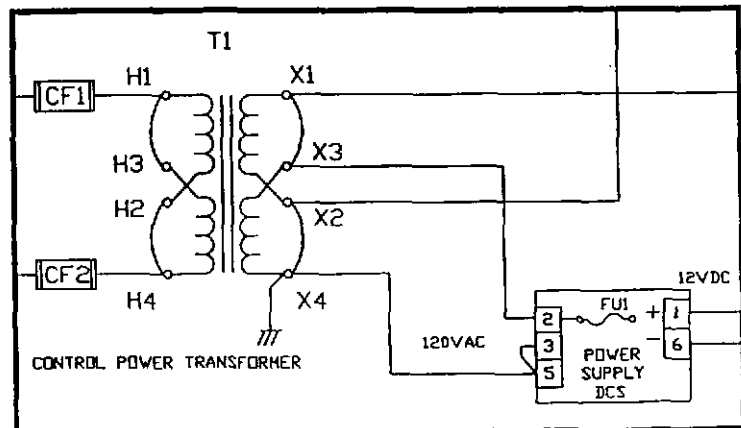 T1
H1
X1
CF1
H3
X3
H2
X2
CF2
H4
X4
12VDC
FU1
2
+
1
120VAC
3
-
6
CONTROL POWER TRANSFORMER
5
POWER
SUPPLY
DCS